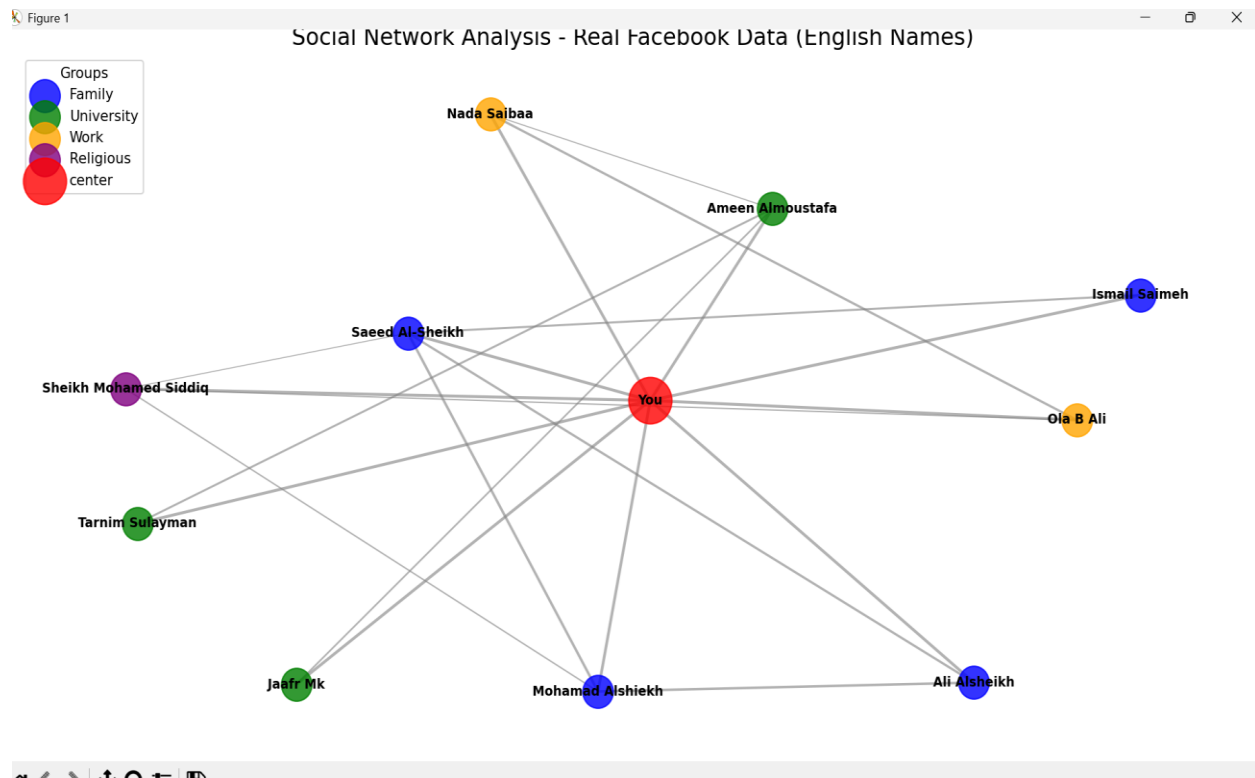 Figure 1
Social Network Analysis - Real Facebook Data (English Names)
Groups
Family
University
Work
Religious
center
Nada Saibaa
Ameen Almoustafa
Ismail Saimeh
Saeed Al-Sheikh
Sheikh Mohamed Siddiq
You
Ola B Ali
Tarnim Sulayman
Jaafr Mk
Mohamad Alshiekh
Ali Alsheikh